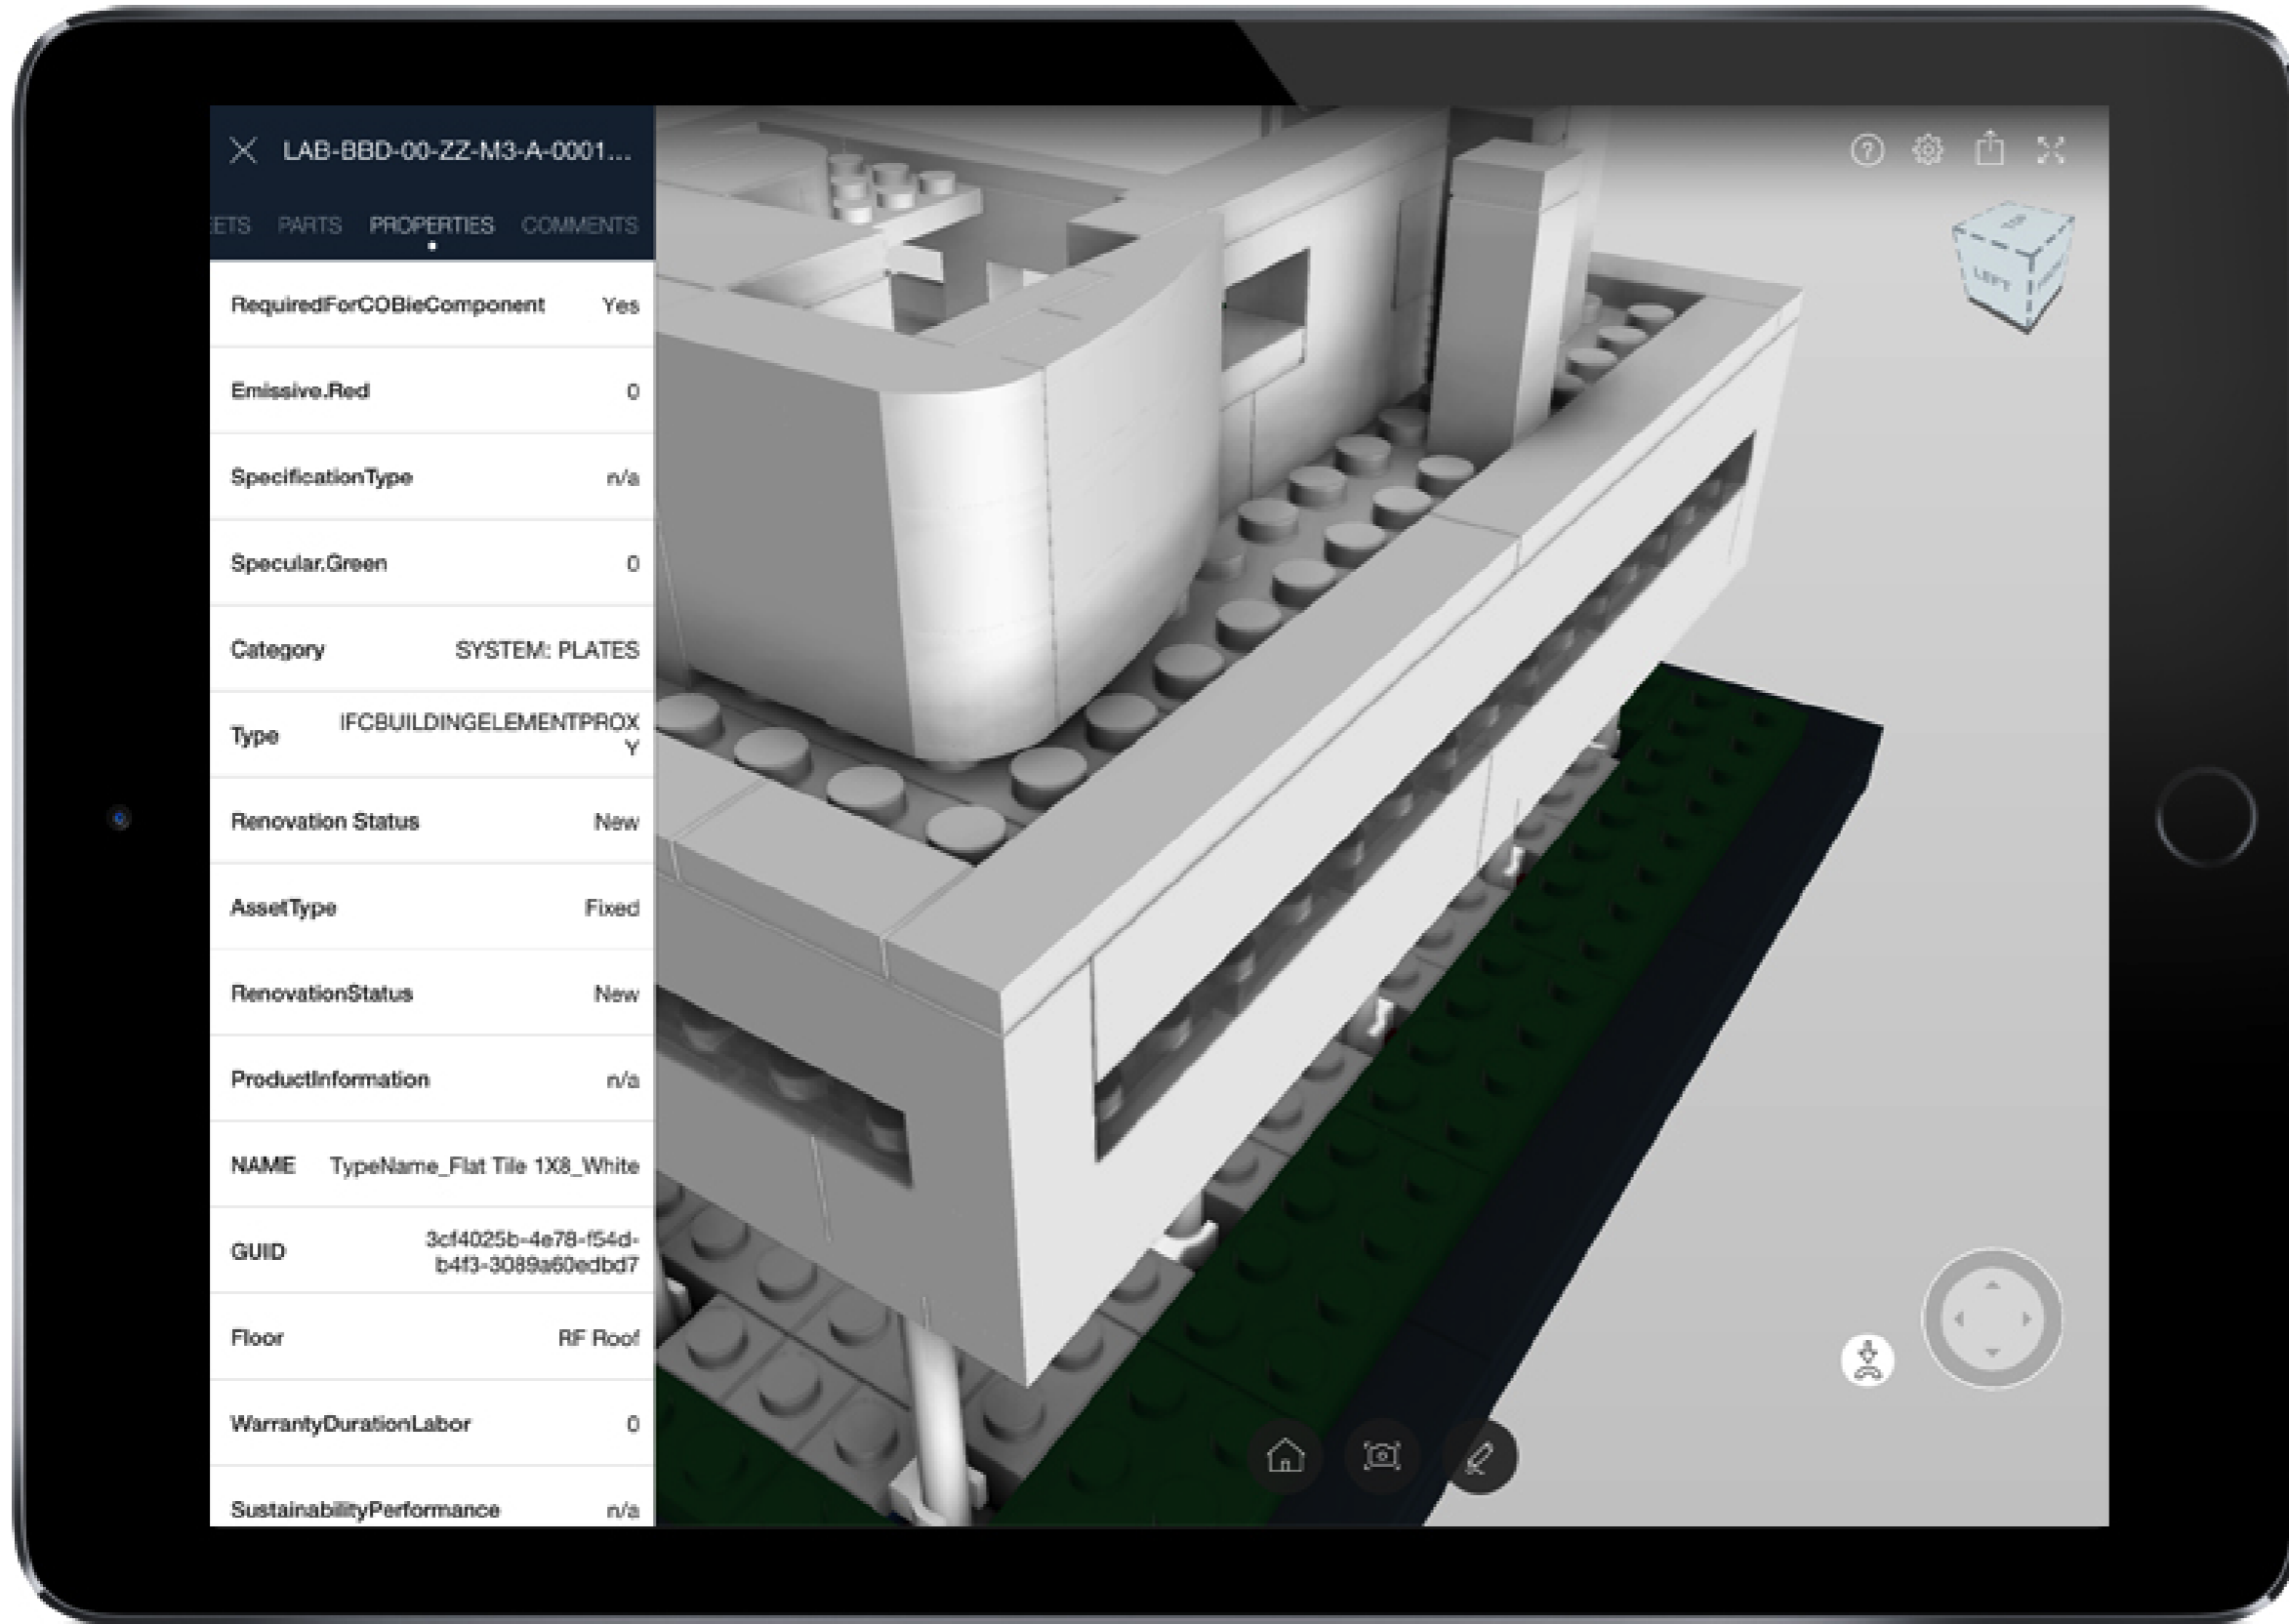 LAB-BBD-00-ZZ-M3-A-0001...
ETS PARTS PROPERTIES COMMENTS
RequiredForCOBieComponent Yes
Emissive.Red 0
SpecificationType n/a
Specular.Green 0
Category SYSTEM: PLATES
Type IFCBUILDINGELEMENTPROX
Y
Renovation Status New
AssetType Fixed
RenovationStatus New
ProductInformation n/a
NAME TypeName_Flat Tile 1X8_White
GUID 3cf4025b-4e78-f54d-
b4f3-3089a60edbd7
Floor RF Roof
WarrantyDurationLabor 0
SustainabilityPerformance n/a
?
TOP
LEFT